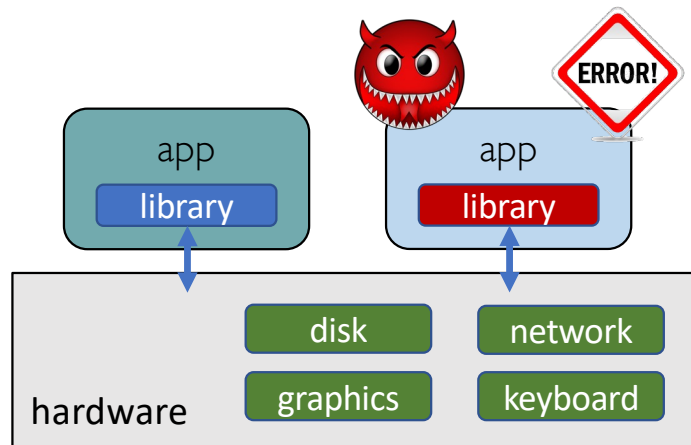 ERROR!
app
library
app
library
disk
network
graphics
keyboard
hardware